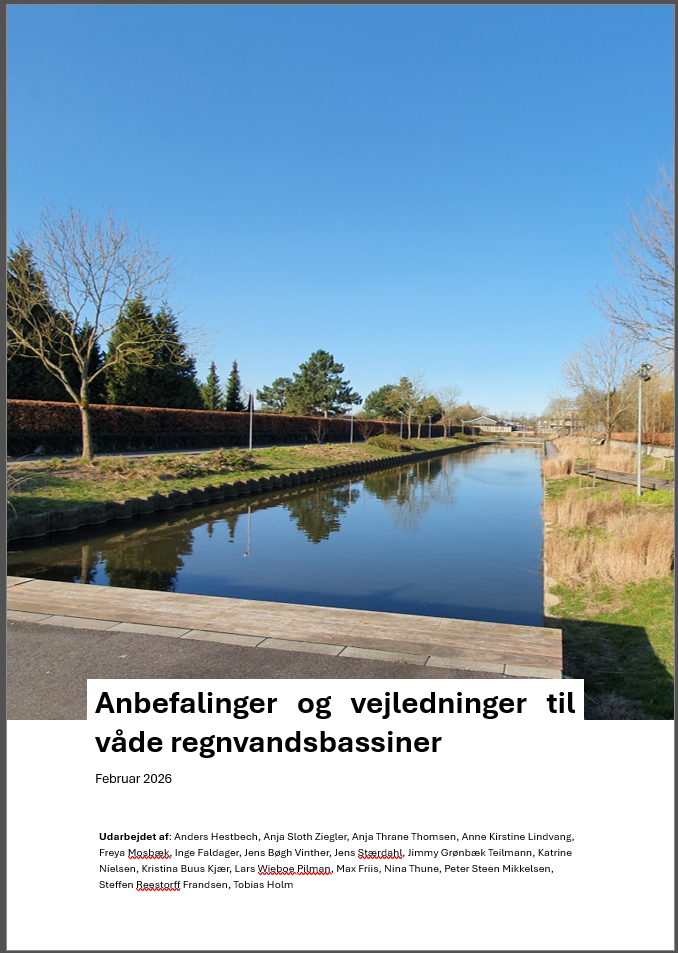 Anbefalinger og vejledninger til
våde regnvandsbassiner
Februar 2026
Udarbejdet af: Anders Hestbech, Anja Sloth Ziegler, Anja Thrane Thomsen, Anne Kirstine Lindvang,
Freya Mosbæk, Inge Faldager, Jens Bøgh Vinther, Jens Stærdahl, Jimmy Grønbæk Teilmann, Katrine
Nielsen, Kristina Buus Kjær, Lars Wieboe Pilman, Max Friis, Nina Thune, Peter Steen Mikkelsen,
Steffen Reestorff Frandsen, Tobias Holm